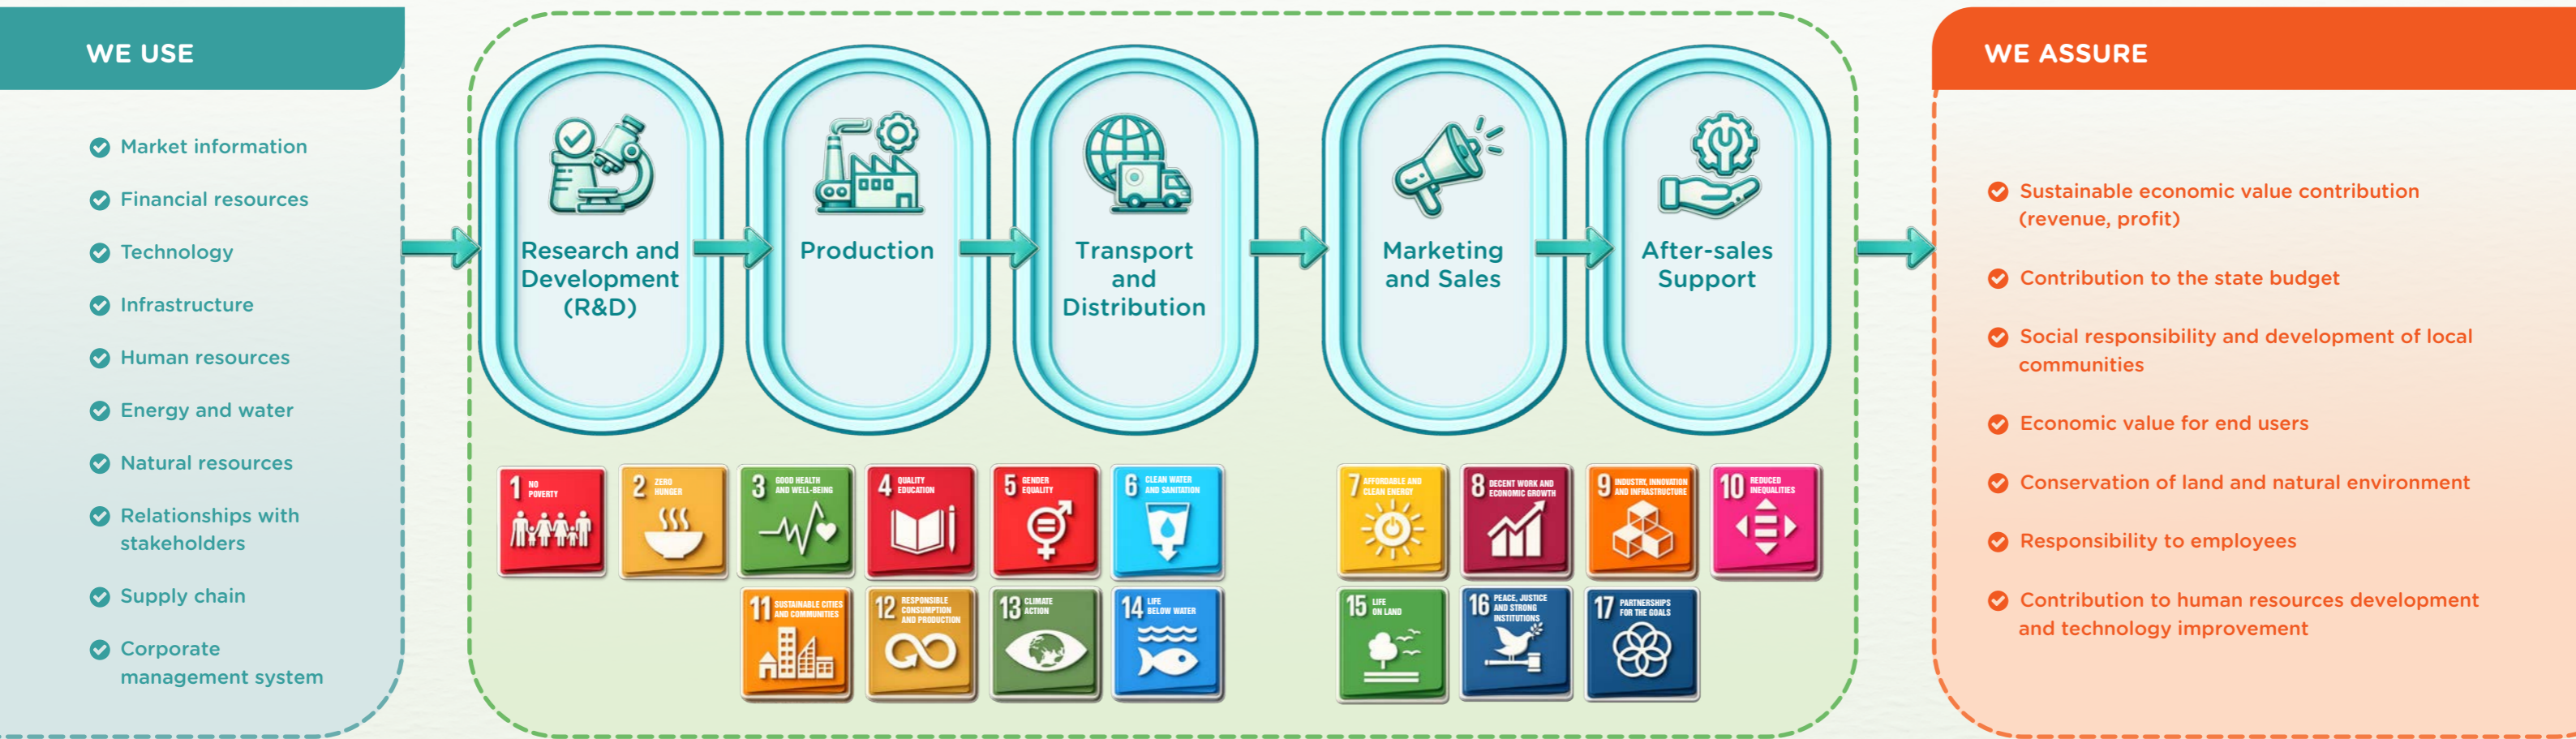 WE USE
Market information
Financial resources
Technology
Infrastructure
Human resources
Energy and water
Natural resources
Relationships with
stakeholders
Supply chain
Corporate
management system
Research and
Development
(R&D)
Production
Transport
and
Distribution
Marketing
and Sales
After-sales
Support
1 NO
POVERTY
2 ZERO
HUNGER
3 GOOD HEALTH
AND WELL-BEING
4 QUALITY
EDUCATION
5 GENDER
EQUALITY
6 CLEAN WATER
AND SANITATION
7 AFFORDABLE AND
CLEAN ENERGY
8 DECENT WORK AND
ECONOMIC GROWTH
9 INDUSTRY, INNOVATION
AND INFRASTRUCTURE
10 REDUCED
INEQUALITIES
11 SUSTAINABLE CITIES
AND COMMUNITIES
12 RESPONSIBLE
CONSUMPTION
AND PRODUCTION
13 CLIMATE
ACTION
14 LIFE
BELOW WATER
15 LIFE
ON LAND
16 PEACE, JUSTICE
AND STRONG
INSTITUTIONS
17 PARTNERSHIPS
FOR THE GOALS
WE ASSURE
Sustainable economic value contribution
(revenue, profit)
Contribution to the state budget
Social responsibility and development of local
communities
Economic value for end users
Conservation of land and natural environment
Responsibility to employees
Contribution to human resources development
and technology improvement